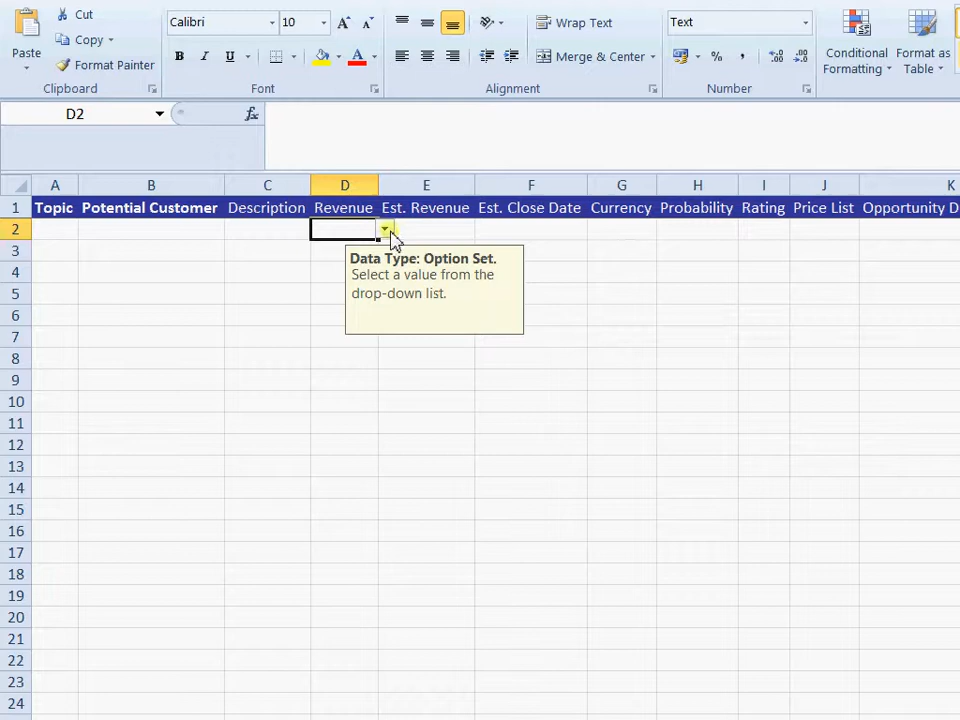 Cut
Copy
Format Painter
Paste
Clipboard
Calibri 10 A A
B I U A
Font
Wrap Text
Merge & Center
Alignment
Text
% ,
Number
Conditional Formatting
Format as Table
D2 fx
A B C D E F G H I J K
1 Topic Potential Customer Description Revenue Est. Revenue Est. Close Date Currency Probability Rating Price List Opportunity D
2
Data Type: Option Set.
Select a value from the
drop-down list.
3
4
5
6
7
8
9
10
11
12
13
14
15
16
17
18
19
20
21
22
23
24